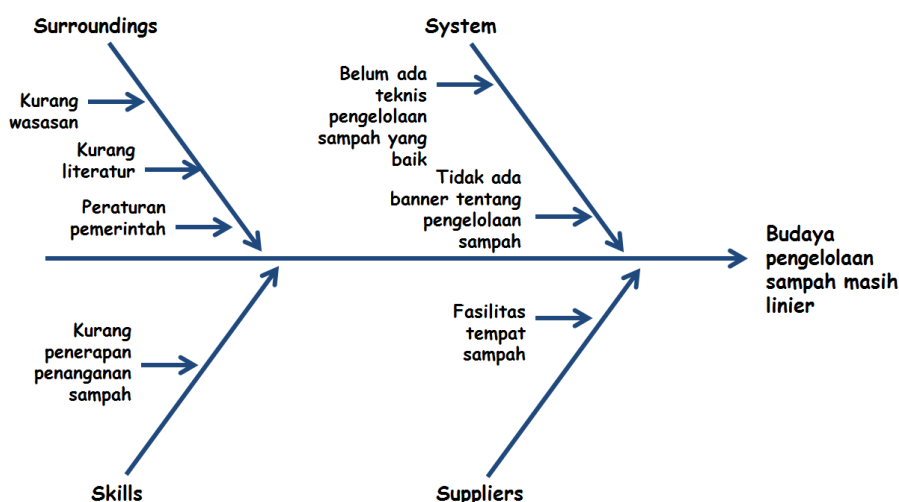 Surroundings
System
Kurang
wasasan
Kurang
literatur
Peraturan
pemerintah
Belum ada
teknis
pengelolaan
sampah yang
baik
Tidak ada
banner tentang
pengelolaan
sampah
Budaya
pengelolaan
sampah masih
linier
Kurang
penerapan
penanganan
sampah
Fasilitas
tempat
sampah
Skills
Suppliers